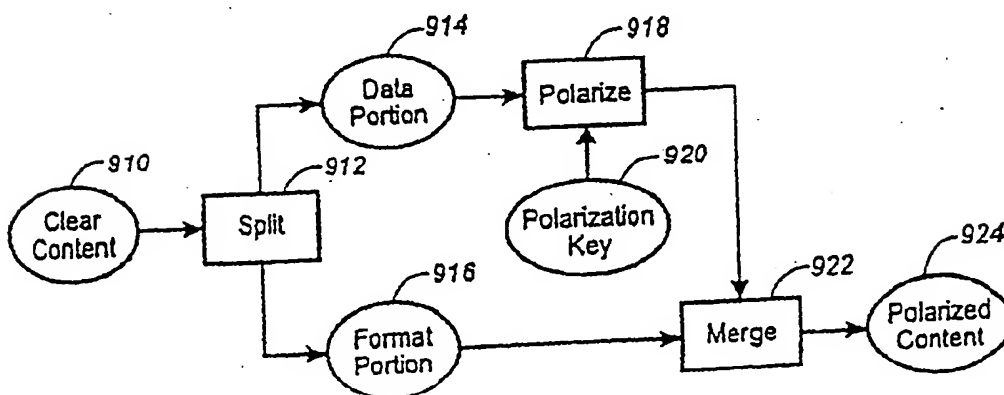 914
918
Data
Portion
Polarize
910
912
920
Clear
Content
Split
Polarization
Key
916
922
924
Format
Portion
Merge
Polarized
Content